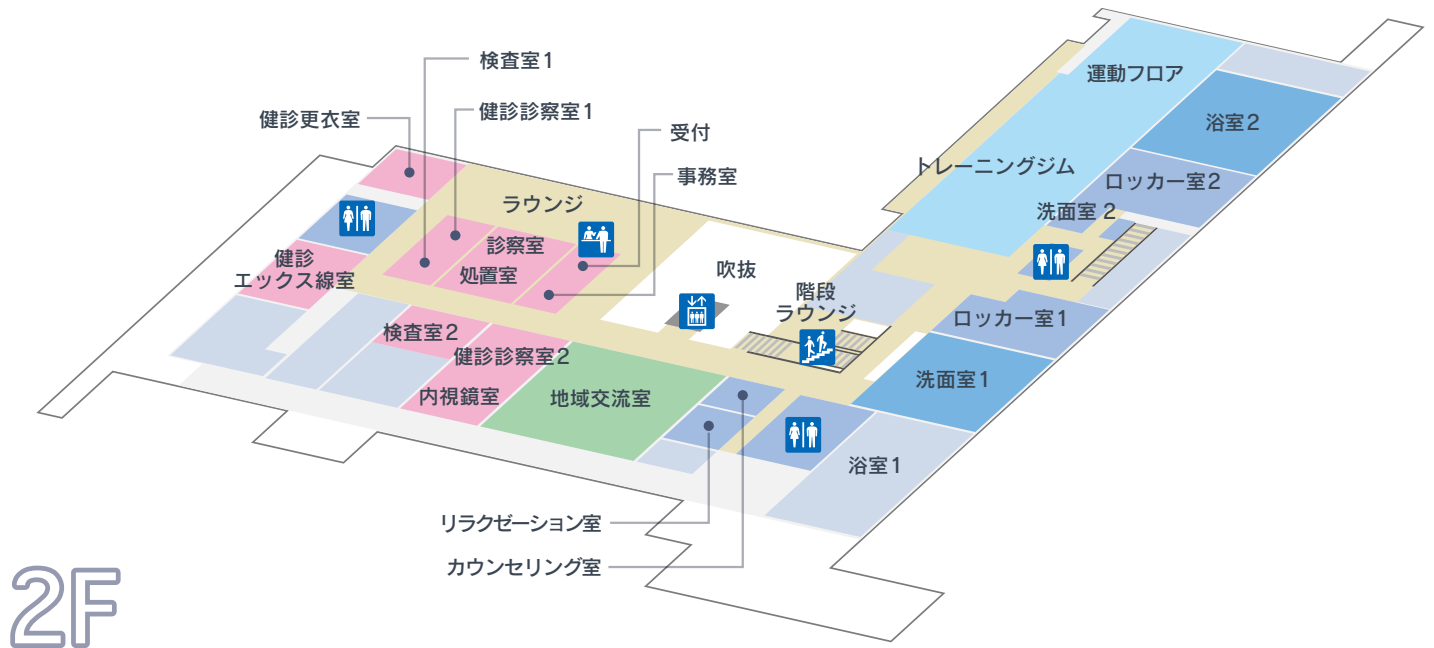 検査室1
健診診察室1
健診更衣室
受付
事務室
ラウンジ
診察室
処置室
健診
エックス線室
吹抜
階段
ラウンジ
検査室2
健診診察室2
内視鏡室
地域交流室
運動フロア
トレーニングジム
浴室2
ロッカー室2
洗面室2
ロッカー室1
洗面室1
浴室1
リラクゼーション室
カウンセリング室
2F